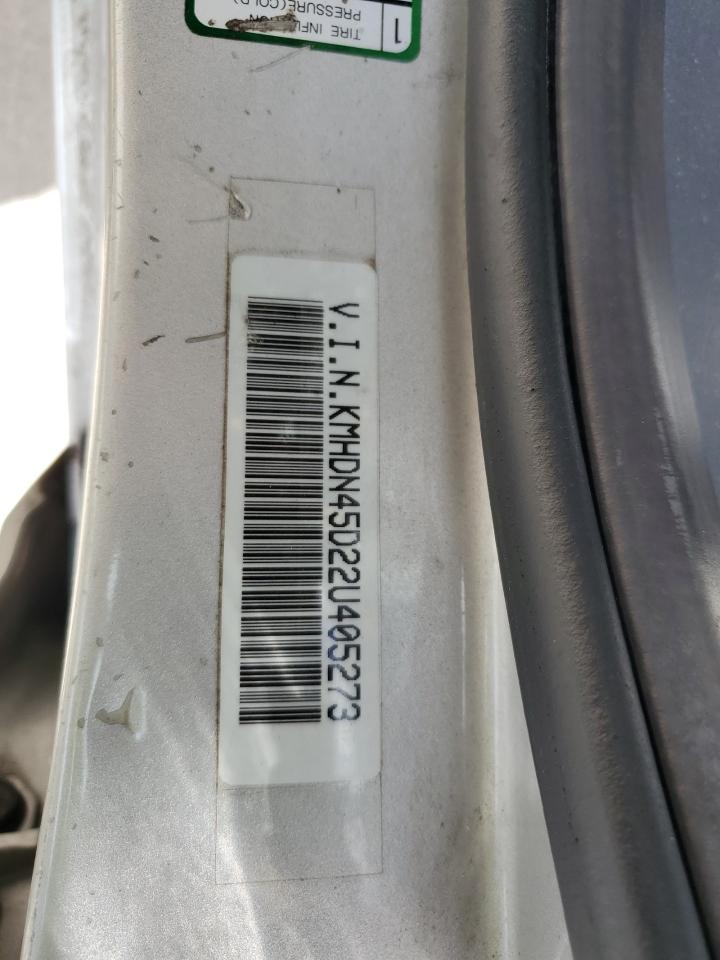 TIRE INFL
PRESSURE(COLD)
1
V.I.N.KMHDN45D22U405273